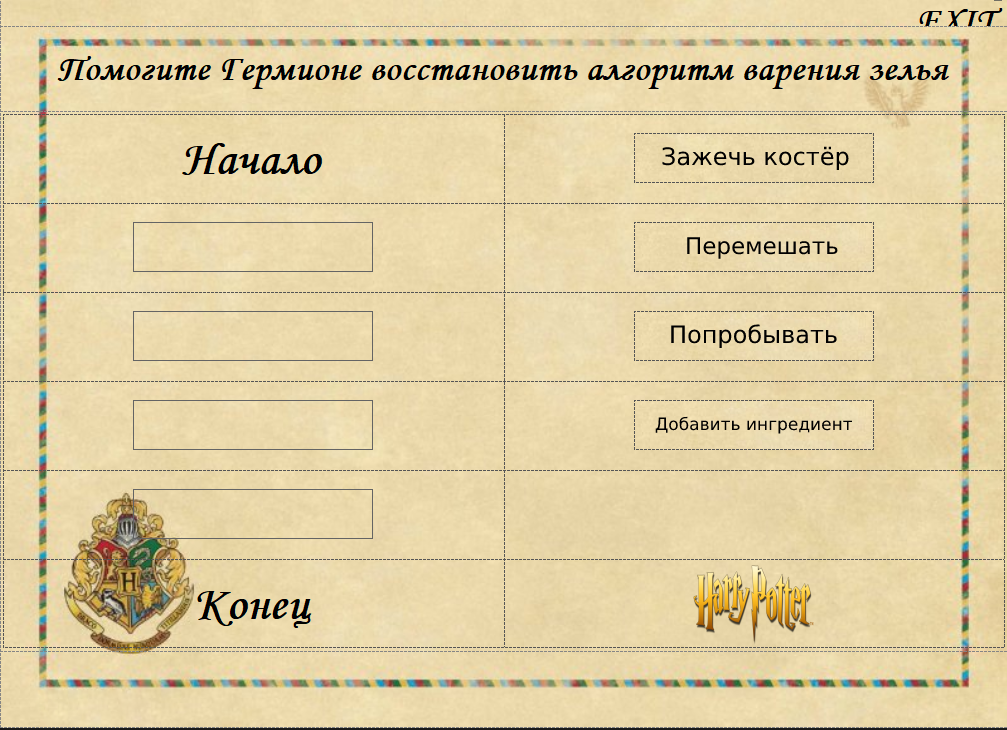 EXIT
Помогите Гермионе восстановить алгоритм варения зелья
Начало
Зажечь костёр
Перемешать
Попробывать
Добавить ингредиент
Конец
Harry Potter
H